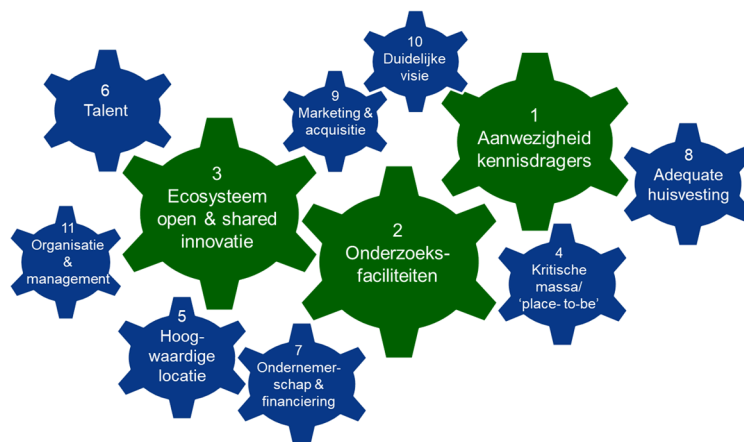 10
Duidelijke
visie
6
Talent
9
Marketing &
acquisitie
1
Aanwezigheid
kennisdragers
8
Adequate
huisvesting
3
Ecosysteem
open & shared
innovatie
2
Onderzoeks-
faciliteiten
11
Organisatie
&
management
4
Kritische
massa/
‘place- to-be’
5
Hoog-
waardige
locatie
7
Ondernemer-
schap &
financiering